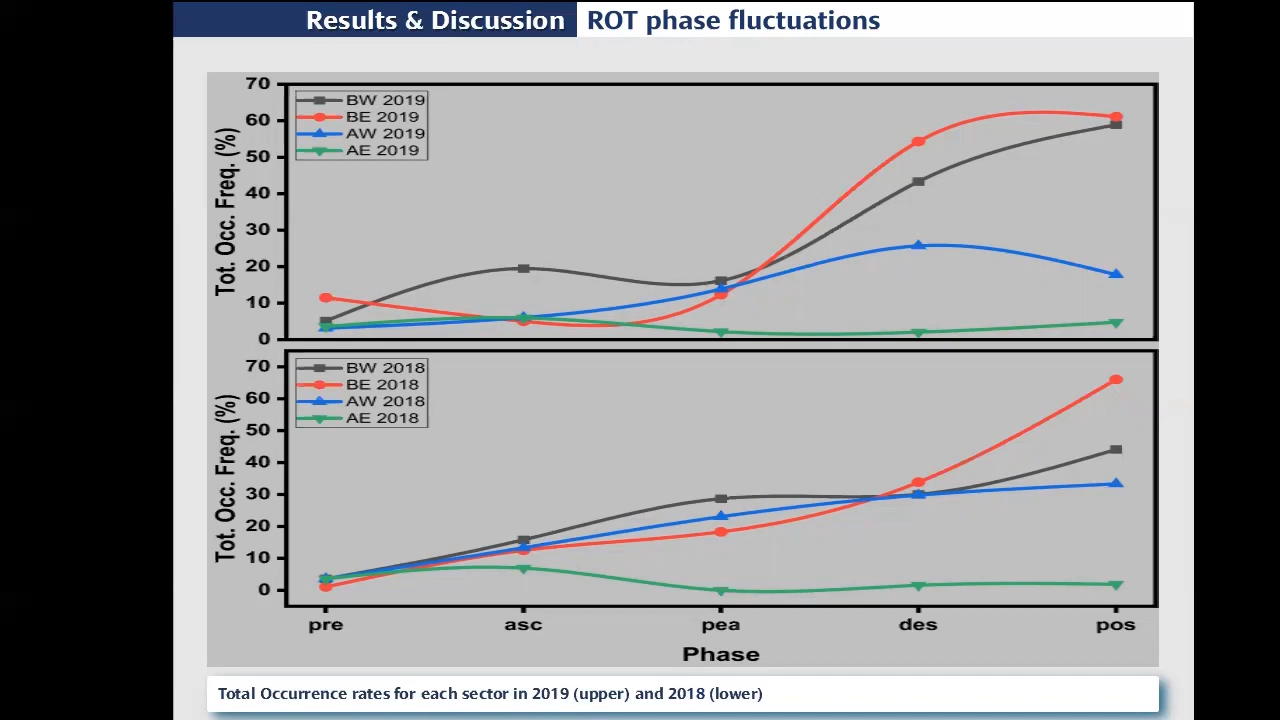 Results & Discussion ROT phase fluctuations
70
60
50
40
30
20
10
0
Tot. Occ. Freq. (%)
BW 2019
BE 2019
AW 2019
AE 2019
70
60
50
40
30
20
10
0
Tot. Occ. Freq. (%)
BW 2018
BE 2018
AW 2018
AE 2018
pre asc pea des pos
Phase
Total Occurrence rates for each sector in 2019 (upper) and 2018 (lower)